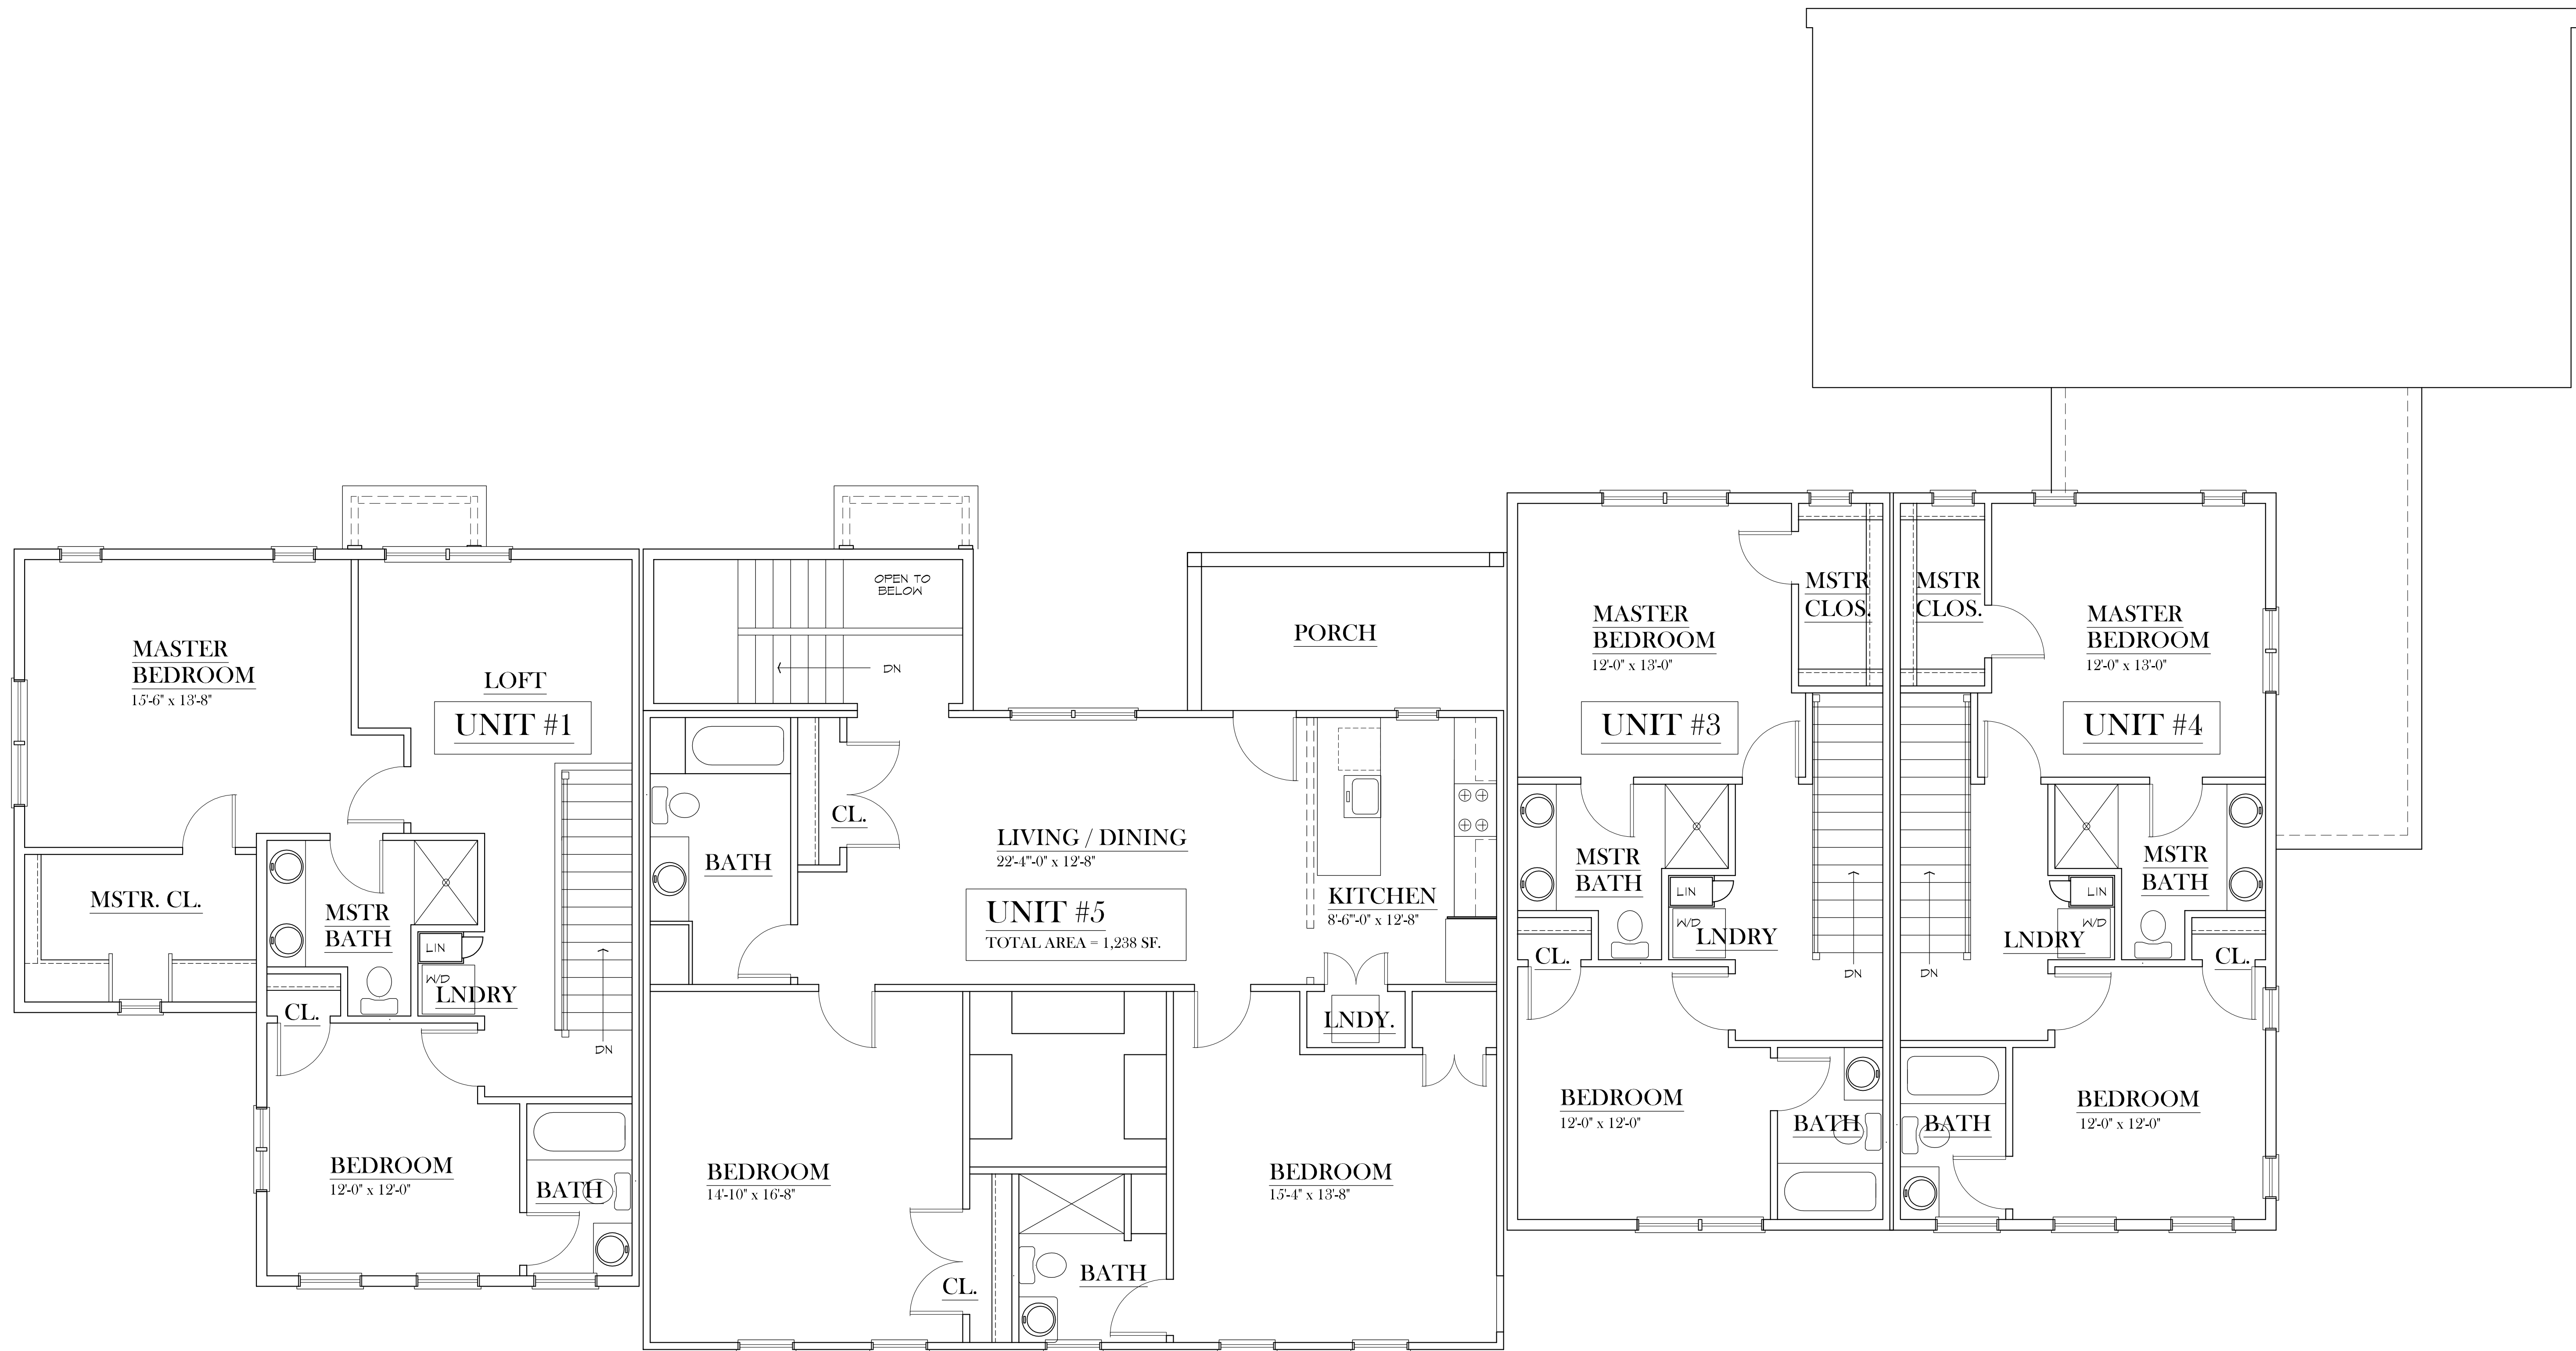 MASTER
BEDROOM
15'-6" x 13'-8"
LOFT
UNIT #1
MSTR. CL.
MSTR
BATH
LIN
W/D
LNDRY
CL.
DN
BEDROOM
12'-0" x 12'-0"
BATH
OPEN TO
BELOW
DN
PORCH
CL.
BATH
LIVING / DINING
22'-4"'-0" x 12'-8"
UNIT #5
TOTAL AREA = 1,238 SF.
KITCHEN
8'-6"'-0" x 12'-8"
LNDY.
BEDROOM
14'-10" x 16'-8"
CL.
BATH
BEDROOM
15'-4" x 13'-8"
MASTER
BEDROOM
12'-0" x 13'-0"
MSTR
CLOS.
UNIT #3
MSTR
BATH
LIN
W/D
LNDRY
CL.
DN
BEDROOM
12'-0" x 12'-0"
BATH
MSTR
CLOS.
MASTER
BEDROOM
12'-0" x 13'-0"
UNIT #4
MSTR
BATH
LIN
W/D
LNDRY
CL.
DN
BEDROOM
12'-0" x 12'-0"
BATH